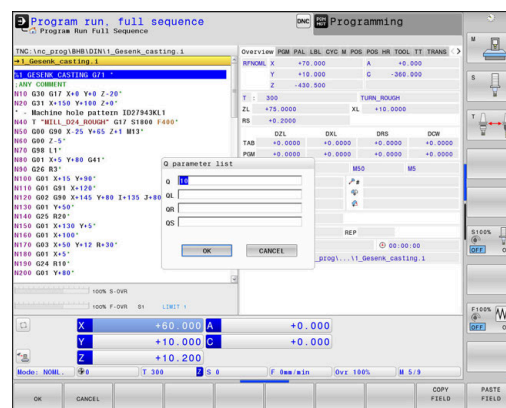 Program run, full sequence
Program Run Full Sequence
DNC
Programming
TNC:\nc_prog\BHB\DIN\1_Gesenk_casting.i
→1_Gesenk_casting.i
%1_GESENK_CASTING G71 *
;ANY COMMENT
N10 G30 G17 X+0 Y+0 Z-20*
N20 G31 X+150 Y+100 Z+0*
* - Machine hole pattern ID27943KL1
N40 T "MILL_D24_ROUGH" G17 S1800 F400*
N50 G00 G90 X-25 Y+65 Z+1 M13*
N60 G00 Z-5*
N70 G98 L1*
N80 G01 X+5 Y+80 G41*
N90 G26 R3*
N100 G01 X+15 Y+90*
N110 G01 G91 X+120*
N120 G02 G90 X+145 Y+80 I+135 J+80
N130 G01 Y+50*
N140 G25 R20*
N150 G01 X+130 Y+5*
N160 G01 X+100*
N170 G03 X+50 Y+12 R+30*
N180 G01 X+5*
N190 G24 R10*
N200 G01 Y+80*
100% S-OVR
100% F-OVR S1 LIMIT 1
Overview PGM PAL LBL CYC M POS POS HR TOOL TT TRANS
RFNOML X +70.000 A +0.000
Y +10.000 C -360.000
Z -430.500
T : 300 TURN_ROUGH
ZL +75.0000 XL +10.0000
RS +0.2000
DZL DXL DRS DCW
TAB +0.0000 +0.0000 +0.0000 +0.0000
PGM +0.0000 +0.0000 +0.0000 +0.0000
M50 M5
REP
00:00:00
_prog\...\1_Gesenk_casting.i
Q parameter list
Q 10
QL
QR
QS
OK CANCEL
X +60.000 A +0.000
Y +10.000 C +0.000
Z +10.200
Mode: NOML. 0 T 300 Z S 0 F 0mm/min Ovr 100% M 5/9
M
S
T
S100%
OFF
F100%
OFF
OK
CANCEL
COPY FIELD
PASTE FIELD